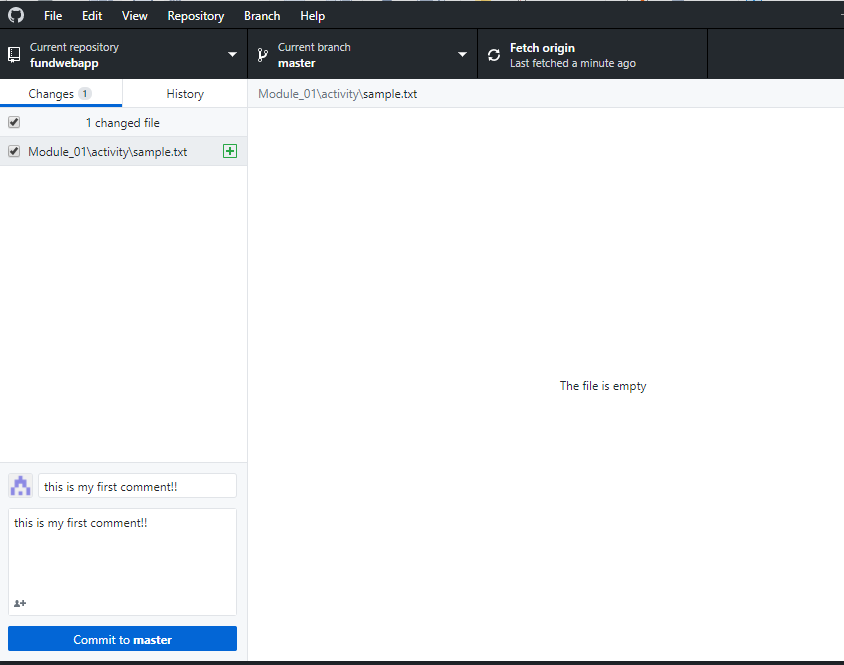 File Edit View Repository Branch Help
Current repository
fundwebapp
Current branch
master
Fetch origin
Last fetched a minute ago
Changes 1
History
1 changed file
Module_01\activity\sample.txt
Module_01\activity\sample.txt
The file is empty
this is my first comment!!
this is my first comment!!
Commit to master